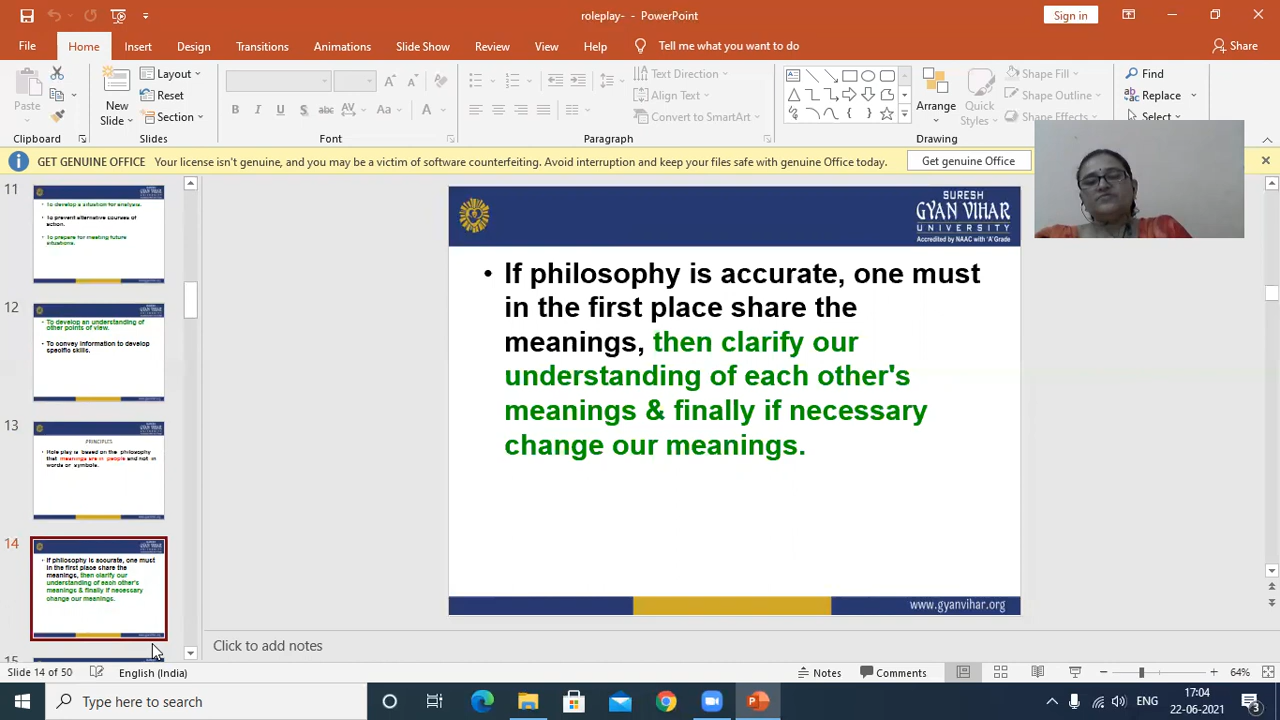 roleplay- - PowerPoint
Sign in
File Home Insert Design Transitions Animations Slide Show Review View Help Tell me what you want to do Share
Paste
New Slide
Layout
Reset
Section
B I U S abc AV Aa A
Text Direction
Align Text
Convert to SmartArt
Arrange
Quick Styles
Shape Fill
Shape Outline
Shape Effects
Find
Replace
Select
Clipboard Slides Font Paragraph Drawing
GET GENUINE OFFICE Your license isn't genuine, and you may be a victim of software counterfeiting. Avoid interruption and keep your files safe with genuine Office today. Get genuine Office
11
• To develop a situation for analysis.
• To prevent alternative courses of
action.
• To prepare for meeting future
situations.
12
• To develop an understanding of
other points of view.
• To convey information to develop
specific skills.
13
PRINCIPLES
• Role play is based on the philosophy
that meanings are in people and not in
words or symbols.
14
If philosophy is accurate, one must
in the first place share the
meanings, then clarify our
understanding of each other's
meanings & finally if necessary
change our meanings.
15
SURESH
GYAN VIHAR
UNIVERSITY
Accredited by NAAC with 'A' Grade
• If philosophy is accurate, one must
in the first place share the
meanings, then clarify our
understanding of each other's
meanings & finally if necessary
change our meanings.
www.gyanvihar.org
Click to add notes
Slide 14 of 50 English (India) Notes Comments 64%
Type here to search
ENG
17:04
22-06-2021
3